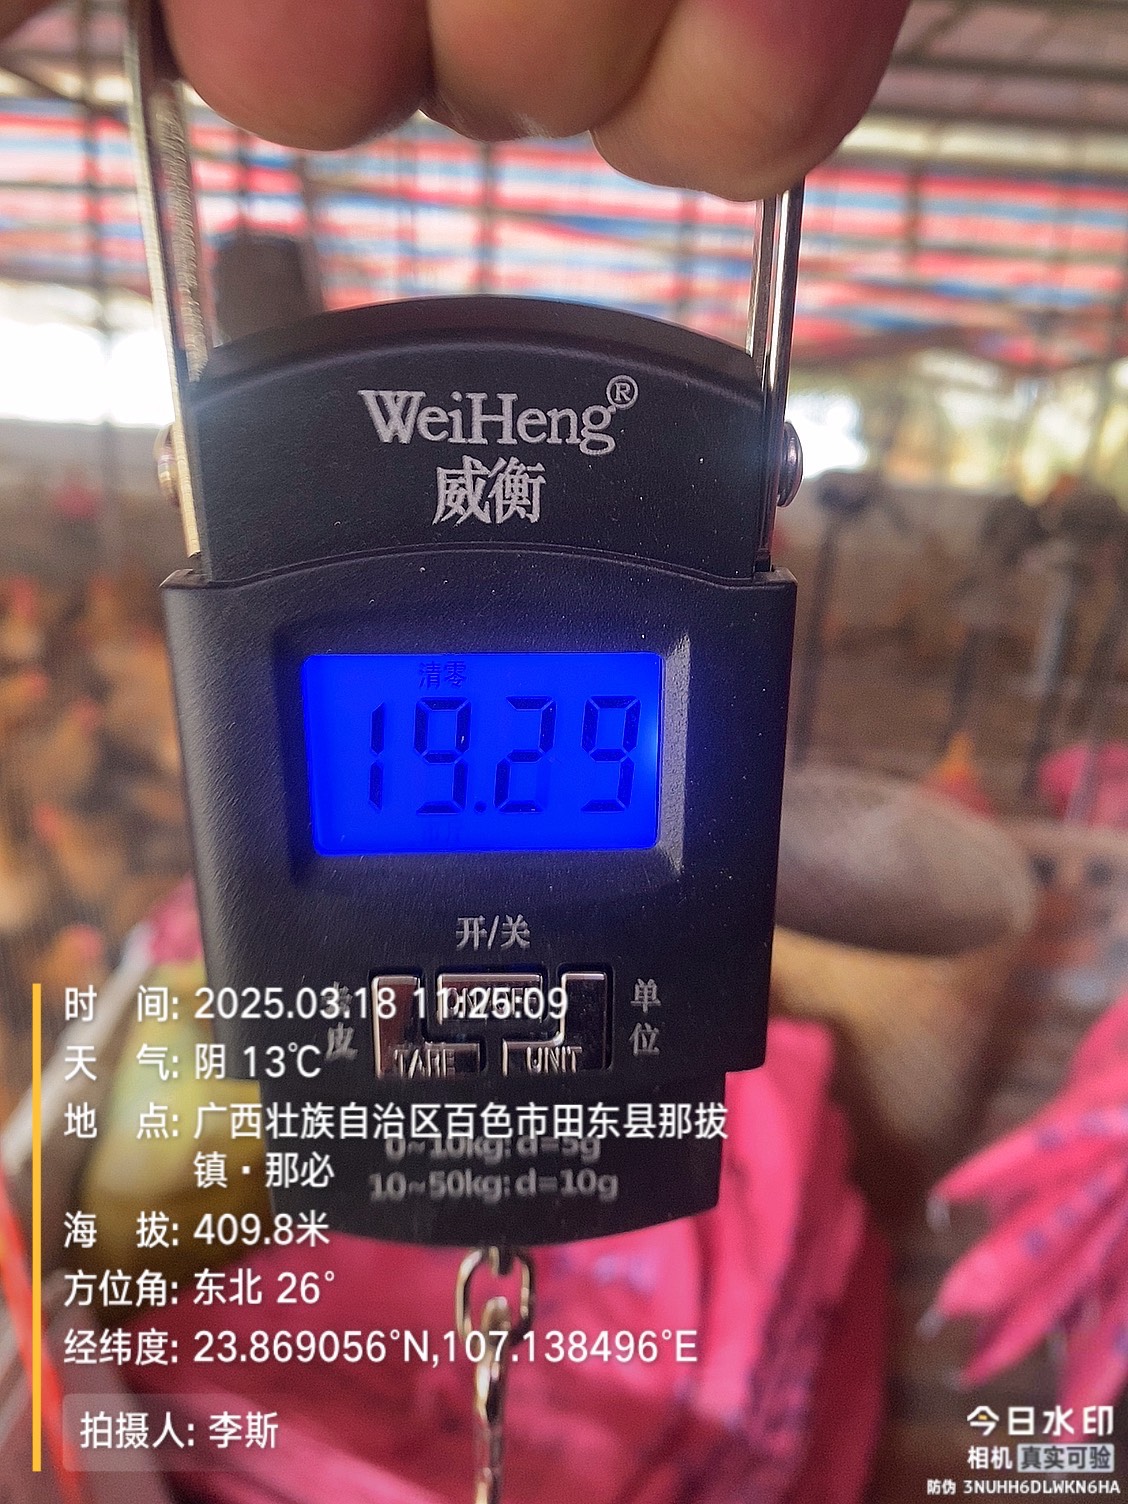 WeiHeng®
威衡
清零
19.29
开/关
单位
TARE
UNIT
时 间: 2025.03.18 11:25:09
天 气: 阴 13℃
地 点: 广西壮族自治区百色市田东县那拔
镇·那必
0~10kg: d=5g
10~50kg: d=10g
海 拔: 409.8米
方位角: 东北 26°
经纬度: 23.869056°N,107.138496°E
拍摄人: 李斯
今日水印
相机 真实可验
防伪 3NUHH6DLWKN6HA